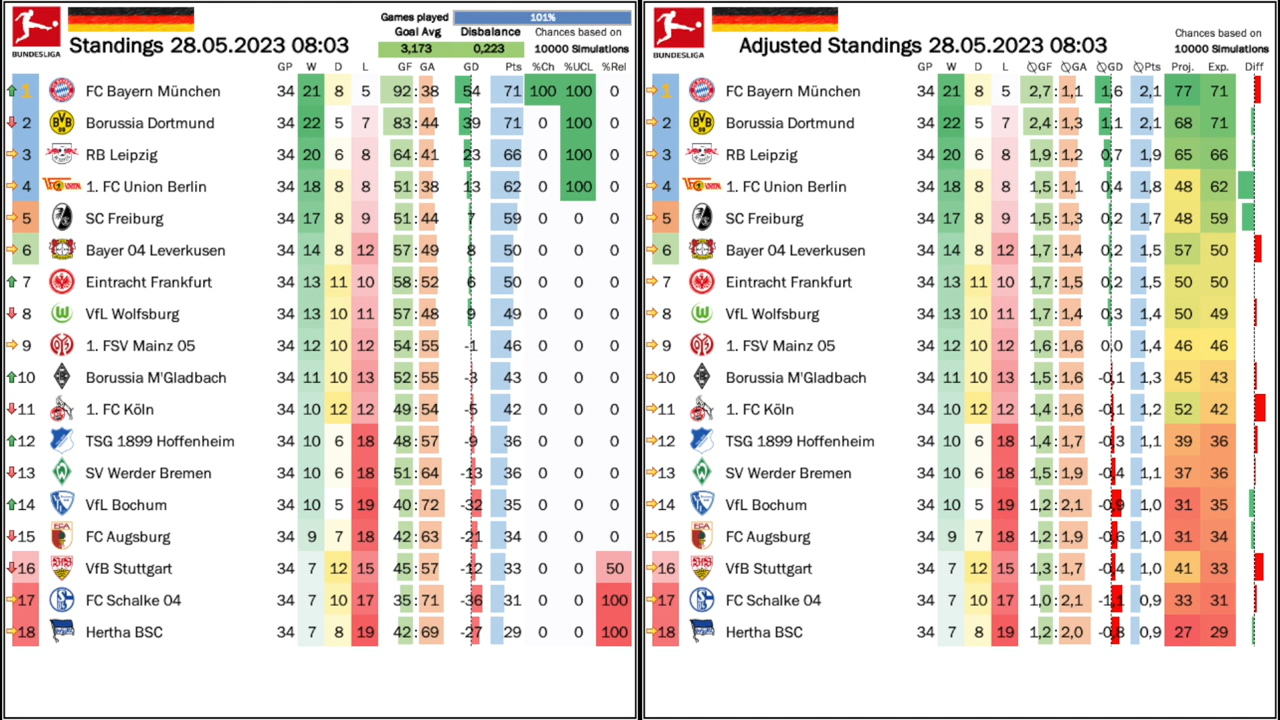 Games played 101%
BUNDESLIGA
Standings 28.05.2023 08:03
Goal Avg Disbalance Chances based on
3,173 0,223 10000 Simulations
GP W D L GF GA GD Pts %Ch %UCL %Rel
1 FC Bayern München 34 21 8 5 92:38 54 71 100 100 0
2 Borussia Dortmund 34 22 5 7 83:44 39 71 0 100 0
3 RB Leipzig 34 20 6 8 64:41 23 66 0 100 0
4 1. FC Union Berlin 34 18 8 8 51:38 13 62 0 100 0
5 SC Freiburg 34 17 8 9 51:44 7 59 0 0 0
6 Bayer 04 Leverkusen 34 14 8 12 57:49 8 50 0 0 0
7 Eintracht Frankfurt 34 13 11 10 58:52 6 50 0 0 0
8 VfL Wolfsburg 34 13 10 11 57:48 9 49 0 0 0
9 1. FSV Mainz 05 34 12 10 12 54:55 -1 46 0 0 0
10 Borussia M'Gladbach 34 11 10 13 52:55 -3 43 0 0 0
11 1. FC Köln 34 10 12 12 49:54 -5 42 0 0 0
12 TSG 1899 Hoffenheim 34 10 6 18 48:57 -9 36 0 0 0
13 SV Werder Bremen 34 10 6 18 51:64 -13 36 0 0 0
14 VfL Bochum 34 10 5 19 40:72 -32 35 0 0 0
15 FC Augsburg 34 9 7 18 42:63 -21 34 0 0 0
16 VfB Stuttgart 34 7 12 15 45:57 -12 33 0 0 50
17 FC Schalke 04 34 7 10 17 35:71 -36 31 0 0 100
18 Hertha BSC 34 7 8 19 42:69 -27 29 0 0 100
BUNDESLIGA
Adjusted Standings 28.05.2023 08:03
Chances based on
10000 Simulations
GP W D L ∅GF ∅GA ∅GD ∅Pts Proj. Exp. Diff
1 FC Bayern München 34 21 8 5 2,7:1,1 1,6 2,1 77 71
2 Borussia Dortmund 34 22 5 7 2,4:1,3 1,1 2,1 68 71
3 RB Leipzig 34 20 6 8 1,9:1,2 0,7 1,9 65 66
4 1. FC Union Berlin 34 18 8 8 1,5:1,1 0,4 1,8 48 62
5 SC Freiburg 34 17 8 9 1,5:1,3 0,2 1,7 48 59
6 Bayer 04 Leverkusen 34 14 8 12 1,7:1,4 0,2 1,5 57 50
7 Eintracht Frankfurt 34 13 11 10 1,7:1,5 0,2 1,5 50 50
8 VfL Wolfsburg 34 13 10 11 1,7:1,4 0,3 1,4 50 49
9 1. FSV Mainz 05 34 12 10 12 1,6:1,6 0,0 1,4 46 46
10 Borussia M'Gladbach 34 11 10 13 1,5:1,6 -0,1 1,3 45 43
11 1. FC Köln 34 10 12 12 1,4:1,6 -0,1 1,2 52 42
12 TSG 1899 Hoffenheim 34 10 6 18 1,4:1,7 -0,3 1,1 39 36
13 SV Werder Bremen 34 10 6 18 1,5:1,9 -0,4 1,1 37 36
14 VfL Bochum 34 10 5 19 1,2:2,1 -0,9 1,0 31 35
15 FC Augsburg 34 9 7 18 1,2:1,9 -0,6 1,0 31 34
16 VfB Stuttgart 34 7 12 15 1,3:1,7 -0,4 1,0 41 33
17 FC Schalke 04 34 7 10 17 1,0:2,1 -1,1 0,9 33 31
18 Hertha BSC 34 7 8 19 1,2:2,0 -0,8 0,9 27 29